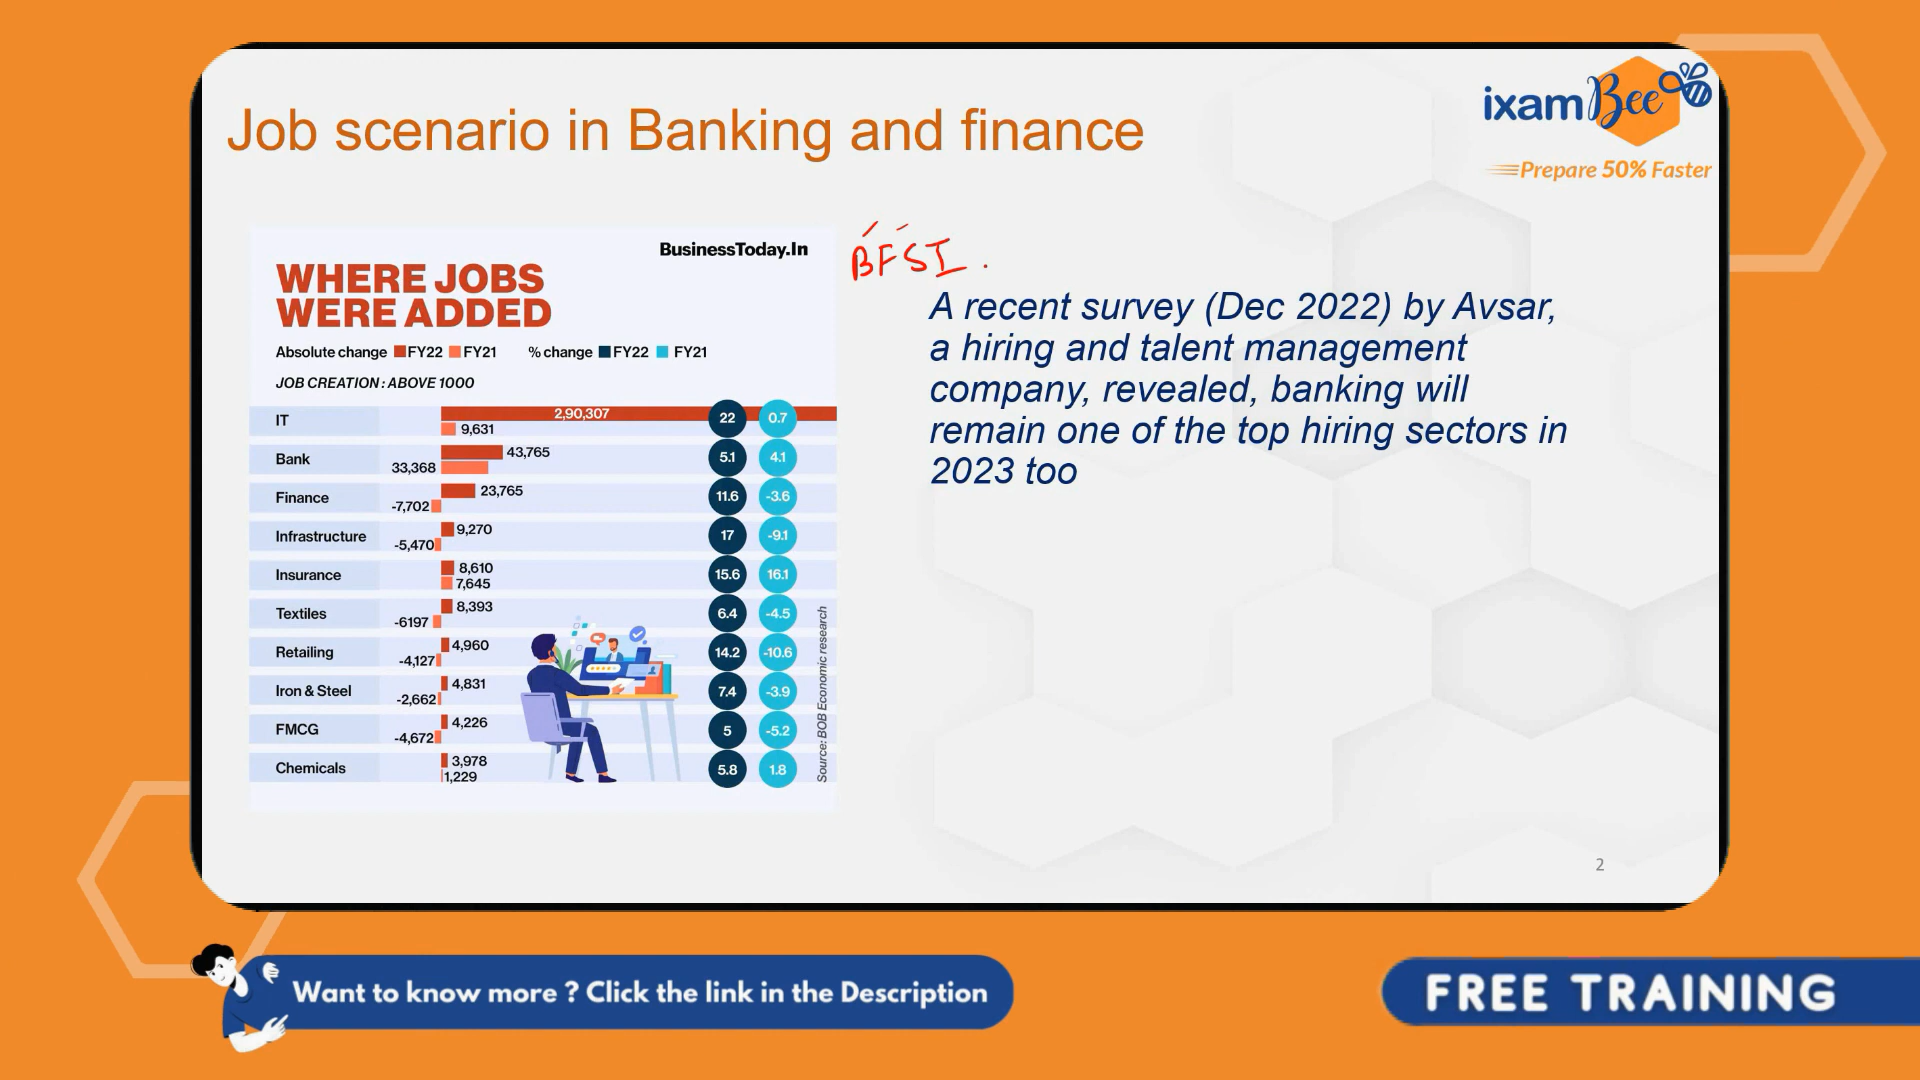 Job scenario in Banking and finance
ixamBee
Prepare 50% Faster
BusinessToday.In
WHERE JOBS
WERE ADDED
Absolute change FY22 FY21 % change FY22 FY21
JOB CREATION : ABOVE 1000
IT 2,90,307 22 0.7
9,631
Bank 43,765 5.1 4.1
33,368
Finance 23,765 11.6 -3.6
-7,702
Infrastructure 9,270 17 -9.1
-5,470
Insurance 8,610 15.6 16.1
7,645
Textiles 8,393 6.4 -4.5
-6197
Retailing 4,960 14.2 -10.6
-4,127
Iron & Steel 4,831 7.4 -3.9
-2,662
FMCG 4,226 5 -5.2
-4,672
Chemicals 3,978 5.8 1.8
1,229
Source: BOB Economic research
BFSI.
A recent survey (Dec 2022) by Avsar,
a hiring and talent management
company, revealed, banking will
remain one of the top hiring sectors in
2023 too
2
Want to know more ? Click the link in the Description
FREE TRAINING